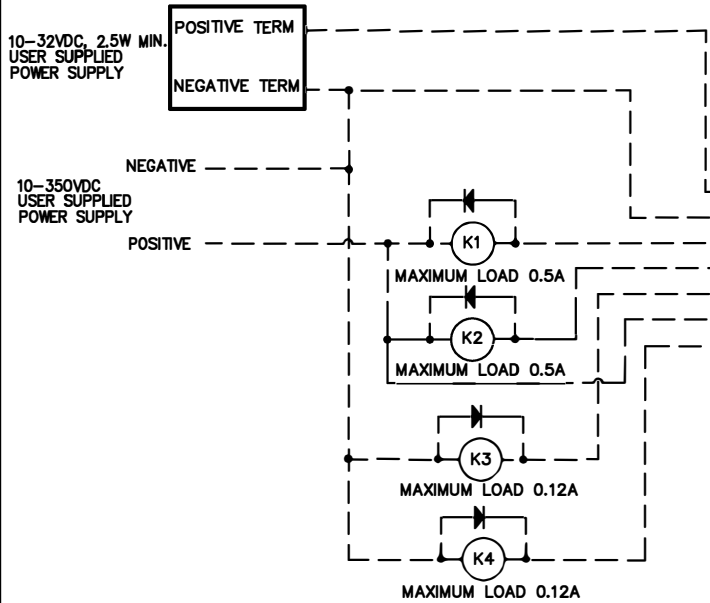 POSITIVE TERM
10-32VDC, 2.5W MIN.
USER SUPPLIED
POWER SUPPLY
NEGATIVE TERM
NEGATIVE
10-350VDC
USER SUPPLIED
POWER SUPPLY
POSITIVE
K1
MAXIMUM LOAD 0.5A
K2
MAXIMUM LOAD 0.5A
K3
MAXIMUM LOAD 0.12A
K4
MAXIMUM LOAD 0.12A